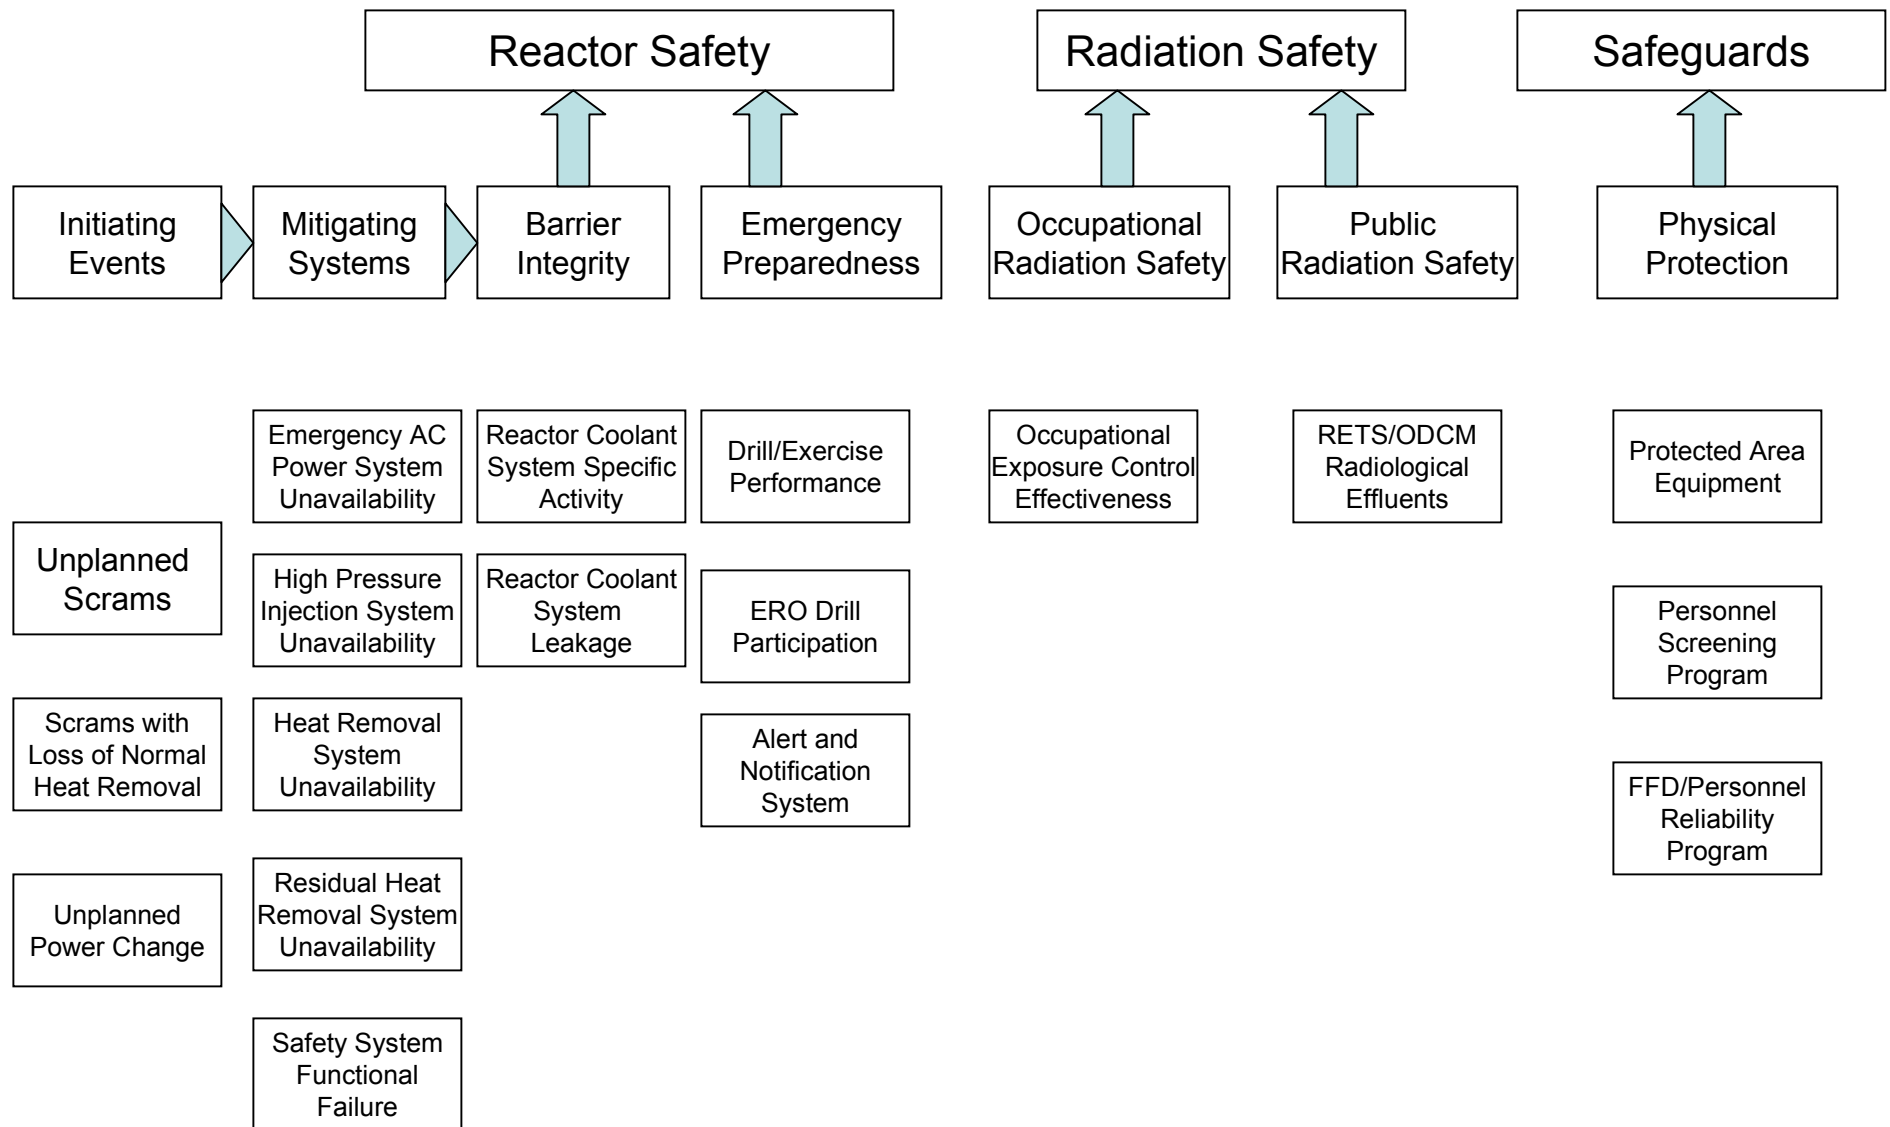 Reactor Safety
Radiation Safety
Safeguards
Initiating
Events
Mitigating
Systems
Barrier
Integrity
Emergency
Preparedness
Occupational
Radiation Safety
Public
Radiation Safety
Physical
Protection
Unplanned
Scrams
Scrams with
Loss of Normal
Heat Removal
Unplanned
Power Change
Emergency AC
Power System
Unavailability
High Pressure
Injection System
Unavailability
Heat Removal
System
Unavailability
Residual Heat
Removal System
Unavailability
Safety System
Functional
Failure
Reactor Coolant
System Specific
Activity
Reactor Coolant
System
Leakage
Drill/Exercise
Performance
ERO Drill
Participation
Alert and
Notification
System
Occupational
Exposure Control
Effectiveness
RETS/ODCM
Radiological
Effluents
Protected Area
Equipment
Personnel
Screening
Program
FFD/Personnel
Reliability
Program